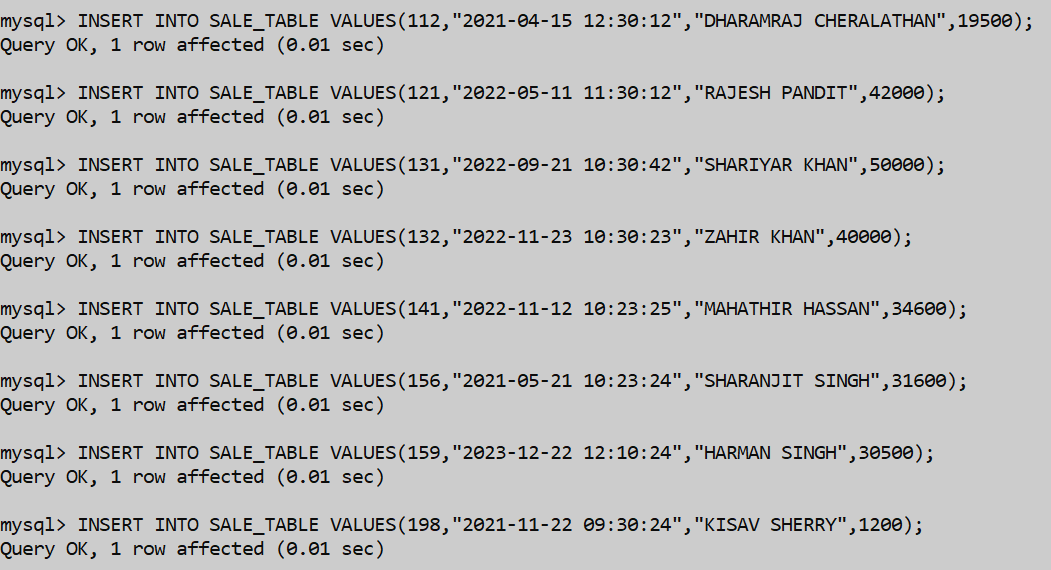 mysql> INSERT INTO SALE_TABLE VALUES(112,"2021-04-15 12:30:12","DHARAMRAJ CHERALATHAN",19500);
Query OK, 1 row affected (0.01 sec)
mysql> INSERT INTO SALE_TABLE VALUES(121,"2022-05-11 11:30:12","RAJESH PANDIT",42000);
Query OK, 1 row affected (0.01 sec)
mysql> INSERT INTO SALE_TABLE VALUES(131,"2022-09-21 10:30:42","SHARIYAR KHAN",50000);
Query OK, 1 row affected (0.01 sec)
mysql> INSERT INTO SALE_TABLE VALUES(132,"2022-11-23 10:30:23","ZAHIR KHAN",40000);
Query OK, 1 row affected (0.01 sec)
mysql> INSERT INTO SALE_TABLE VALUES(141,"2022-11-12 10:23:25","MAHATHIR HASSAN",34600);
Query OK, 1 row affected (0.01 sec)
mysql> INSERT INTO SALE_TABLE VALUES(156,"2021-05-21 10:23:24","SHARANJIT SINGH",31600);
Query OK, 1 row affected (0.01 sec)
mysql> INSERT INTO SALE_TABLE VALUES(159,"2023-12-22 12:10:24","HARMAN SINGH",30500);
Query OK, 1 row affected (0.01 sec)
mysql> INSERT INTO SALE_TABLE VALUES(198,"2021-11-22 09:30:24","KISAV SHERRY",1200);
Query OK, 1 row affected (0.01 sec)